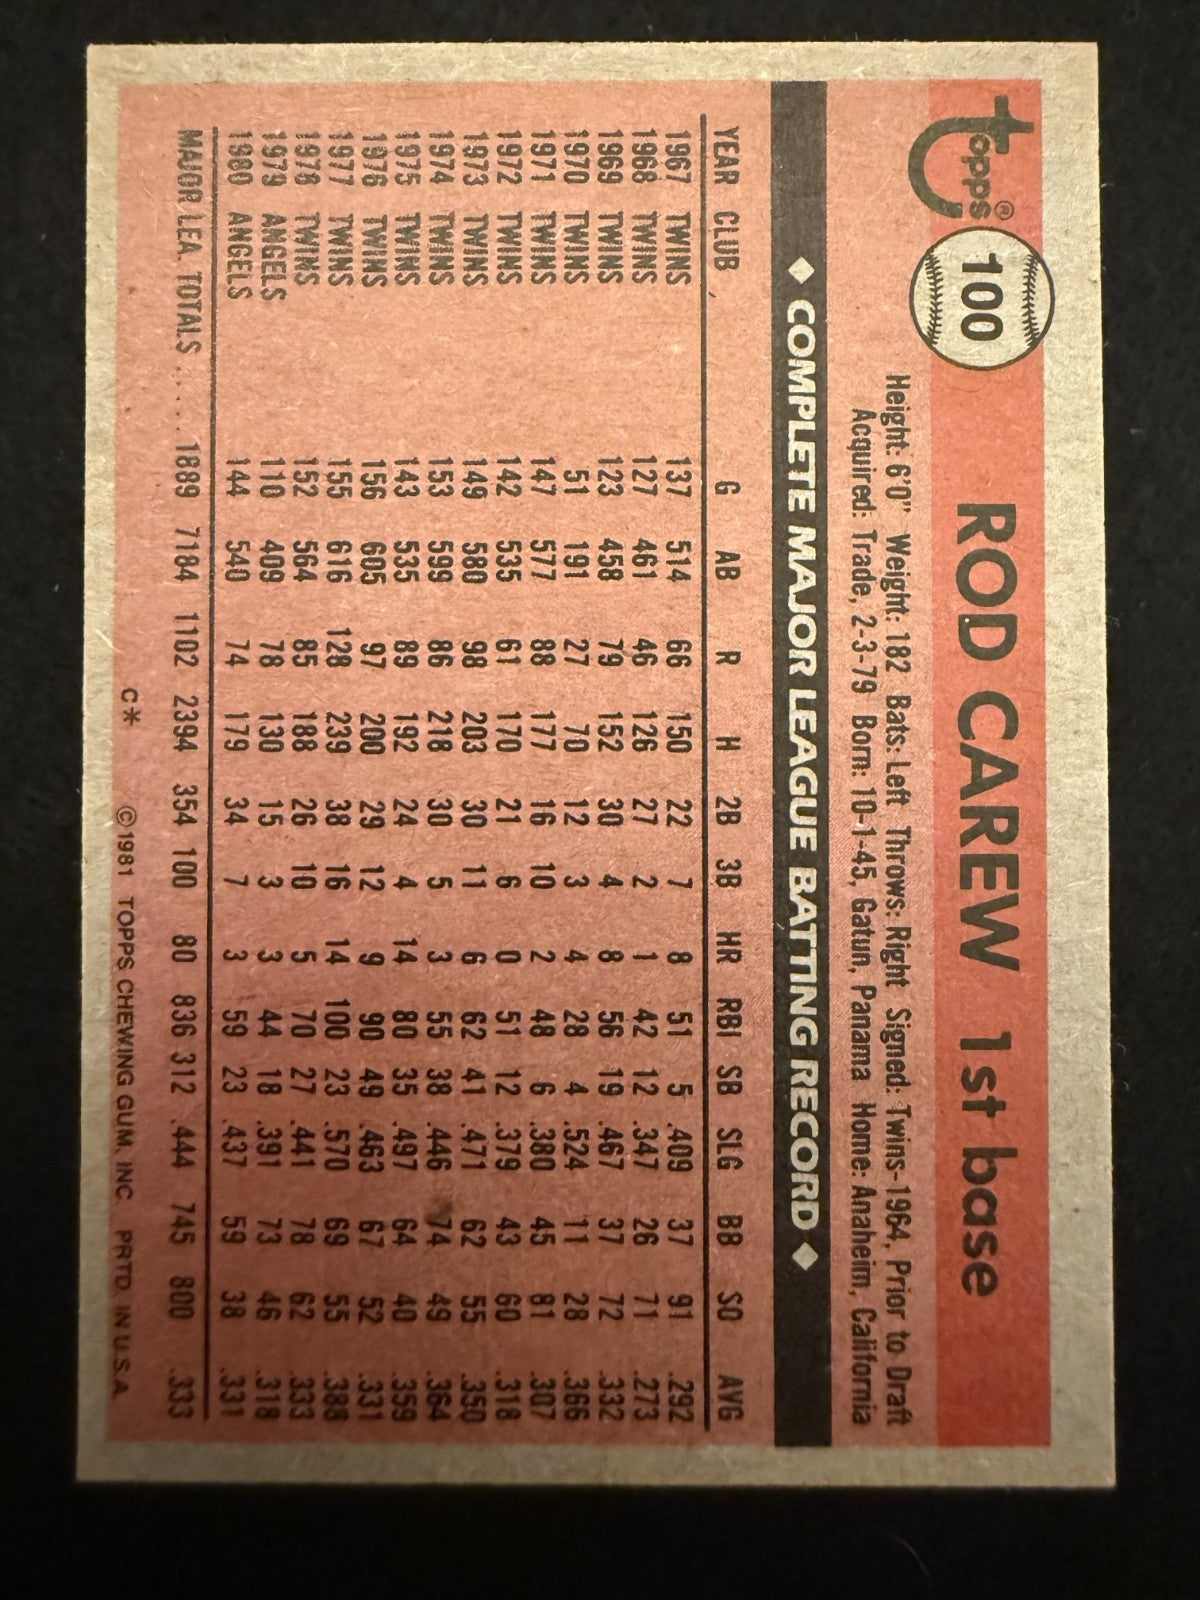 Topps® 100 ROD CAREW 1st base
Height: 6'0" Weight: 182 Bats: Left Throws: Right Signed: Twins-1964, Prior to Draft
Acquired: Trade, 2-3-79 Born: 10-1-45, Gatun, Panama Home: Anaheim, California
◆ COMPLETE MAJOR LEAGUE BATTING RECORD ◆
YEAR CLUB G AB R H 2B 3B HR RBI SB SLG BB SO AVG
1967 TWINS 137 514 66 150 22 7 8 51 5 .409 37 91 .292
1968 TWINS 127 461 46 126 27 2 1 42 12 .347 26 71 .273
1969 TWINS 123 458 79 152 30 4 8 56 19 .467 37 72 .332
1970 TWINS 51 191 27 70 12 3 4 28 4 .524 11 28 .366
1971 TWINS 147 577 88 177 16 10 2 48 6 .380 45 81 .307
1972 TWINS 142 535 61 170 21 6 0 51 12 .379 43 60 .318
1973 TWINS 149 580 98 203 30 11 6 62 41 .471 62 55 .350
1974 TWINS 153 599 86 218 30 5 3 55 38 .446 74 49 .364
1975 TWINS 143 535 89 192 24 4 14 80 35 .497 64 40 .359
1976 TWINS 156 605 97 200 29 12 9 90 49 .463 67 52 .331
1977 TWINS 155 616 128 239 38 16 14 100 23 .570 69 55 .388
1978 TWINS 152 564 85 188 26 10 5 70 27 .441 78 62 .333
1979 ANGELS 110 409 78 130 15 3 3 44 18 .391 73 46 .318
1980 ANGELS 144 540 74 179 34 7 3 59 23 .437 59 38 .331
MAJOR LEA. TOTALS ..... 1889 7184 1102 2394 354 100 80 836 312 .444 745 800 .333
C* ©1981 TOPPS CHEWING GUM, INC. PRTD. IN U.S.A.